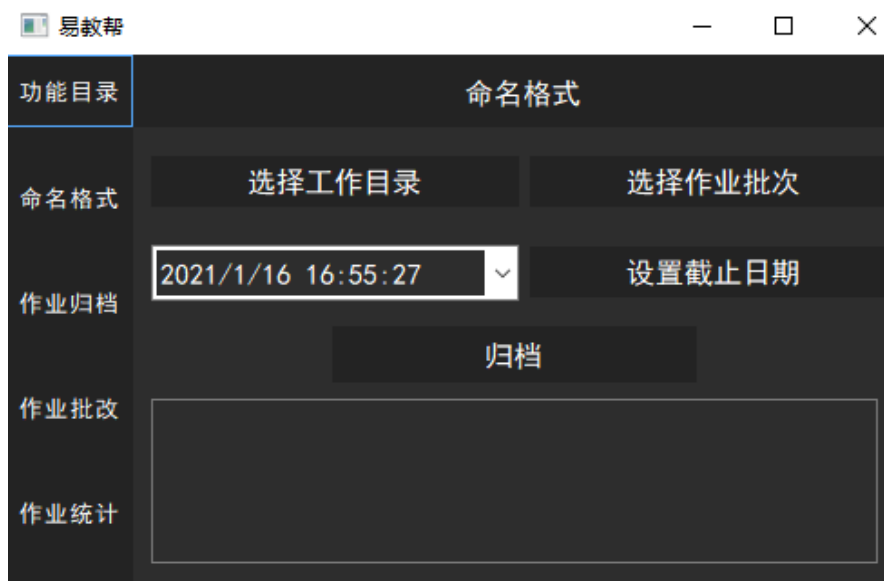 易教帮
功能目录
命名格式
命名格式
选择工作目录
选择作业批次
作业归档
2021/1/16 16:55:27
设置截止日期
归档
作业批改
作业统计